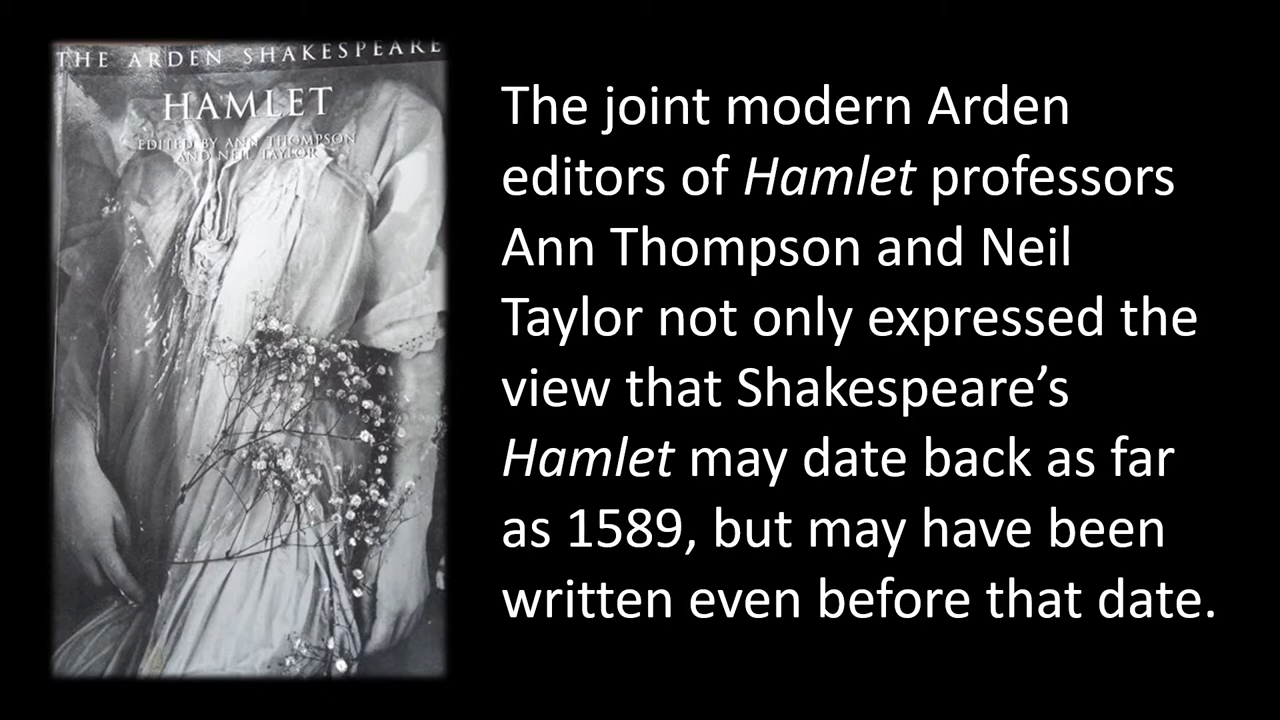 THE ARDEN SHAKESPEARE
HAMLET
EDITED BY ANN THOMPSON
AND NEIL TAYLOR
The joint modern Arden
editors of Hamlet professors
Ann Thompson and Neil
Taylor not only expressed the
view that Shakespeare’s
Hamlet may date back as far
as 1589, but may have been
written even before that date.